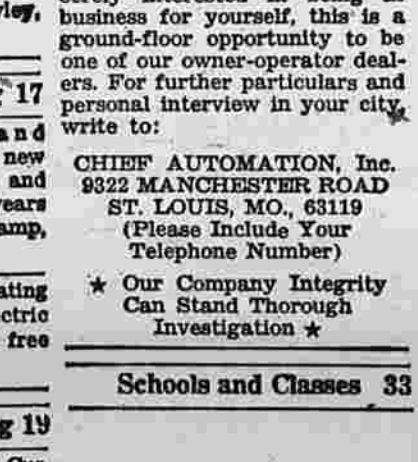 business for yourself, this is a
ground-floor opportunity to be
one of our owner-operator deal-
ers. For further particulars and
personal interview in your city,
write to:
CHIEF AUTOMATION, Inc.
9322 MANCHESTER ROAD
ST. LOUIS, MO., 63119
(Please Include Your
Telephone Number)
★ Our Company Integrity
Can Stand Thorough
Investigation ★
Schools and Classes 33
17
and
new
and
ating
free
19